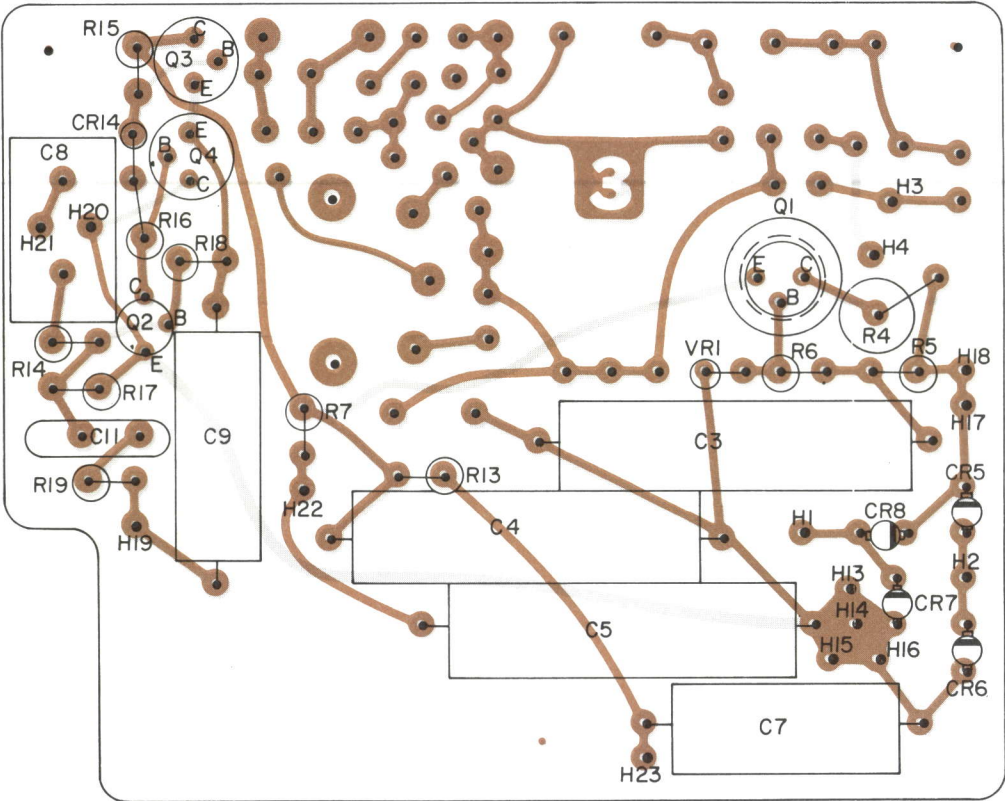 R15
C
Q3
B
E
CR14
E
B
Q4
C
C8
3
H3
H20
Q1
H21
R16
R18
H4
E
C
C
B
Q2
B
R4
E
R14
VR1
R6
R5
H18
R17
R7
H17
C11
C9
C3
R19
R13
CR5
H22
C4
H1
CR8
H19
H2
H13
CR7
H14
C5
H15
H16
CR6
C7
H23